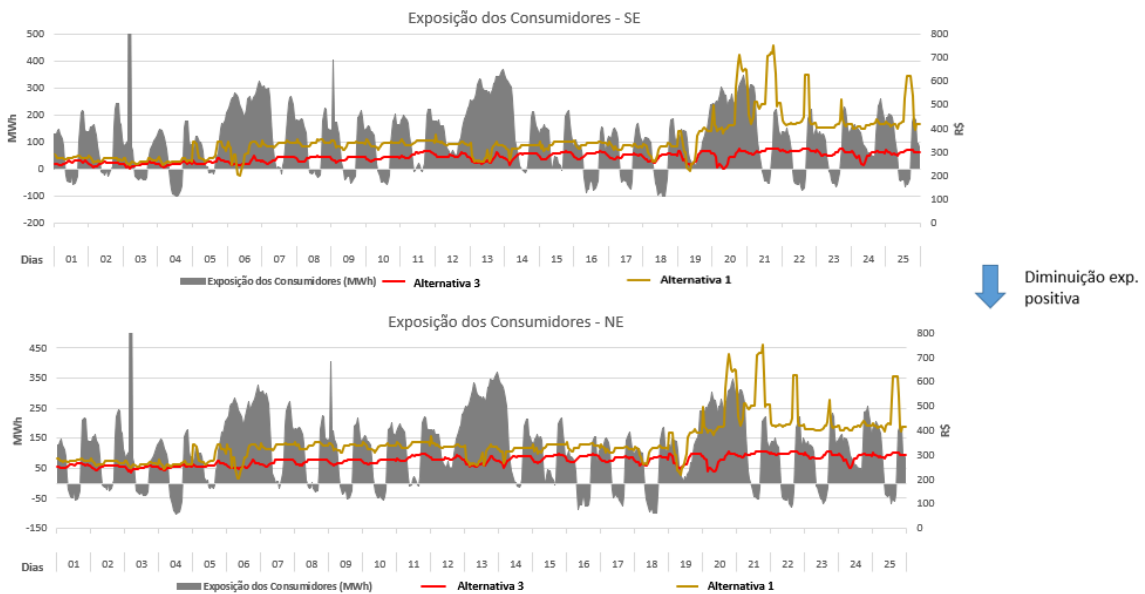 Exposição dos Consumidores - SE
500
400
300
200
100
0
-100
-200
MWh
800
700
600
500
400
300
200
100
0
R$
Dias 01 02 03 04 05 06 07 08 09 10 11 12 13 14 15 16 17 18 19 20 21 22 23 24 25
Exposição dos Consumidores (MWh) Alternativa 3 Alternativa 1
Diminuição exp.
positiva
Exposição dos Consumidores - NE
450
350
250
150
50
-50
-150
MWh
800
700
600
500
400
300
200
100
0
R$
Dias 01 02 03 04 05 06 07 08 09 10 11 12 13 14 15 16 17 18 19 20 21 22 23 24 25
Exposição dos Consumidores (MWh) Alternativa 3 Alternativa 1